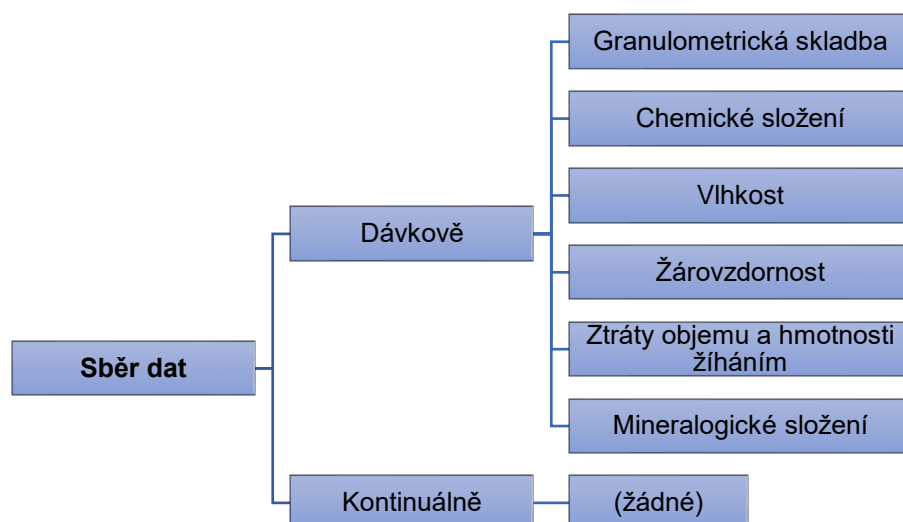 Sběr dat
Dávkově
Granulometrická skladba
Chemické složení
Vlhkost
Žárovzdornost
Ztráty objemu a hmotnosti
žíháním
Mineralogické složení
Kontinuálně
(žádné)